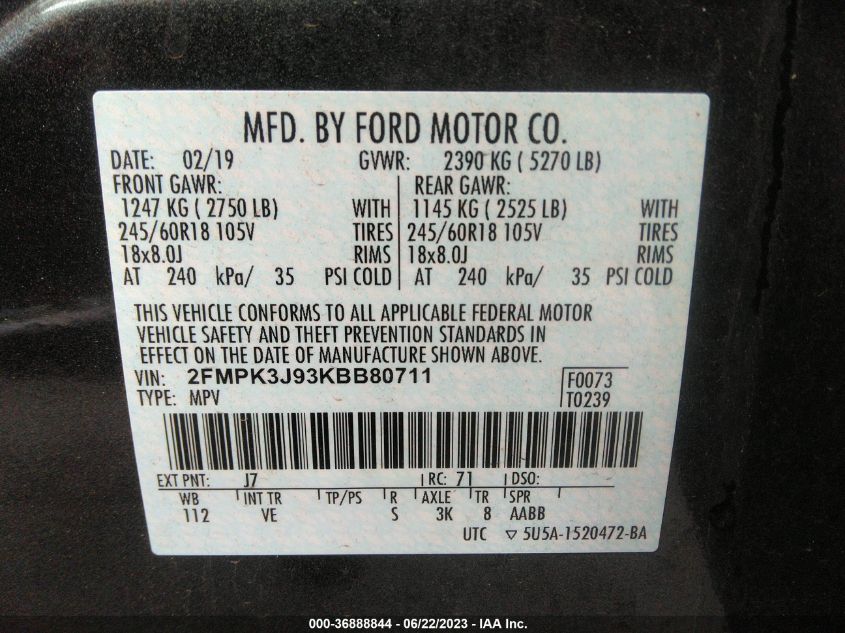 MFD. BY FORD MOTOR CO.
DATE: 02/19 GVWR: 2390 KG ( 5270 LB)
FRONT GAWR: REAR GAWR:
1247 KG ( 2750 LB) WITH 1145 KG ( 2525 LB) WITH
245/60R18 105V TIRES 245/60R18 105V TIRES
18x8.0J RIMS 18x8.0J RIMS
AT 240 kPa/ 35 PSI COLD AT 240 kPa/ 35 PSI COLD
THIS VEHICLE CONFORMS TO ALL APPLICABLE FEDERAL MOTOR
VEHICLE SAFETY AND THEFT PREVENTION STANDARDS IN
EFFECT ON THE DATE OF MANUFACTURE SHOWN ABOVE.
VIN: 2FMPK3J93KBB80711 F0073
TYPE: MPV T0239
EXT PNT: J7 RC: 71 DSO:
WB INT TR TP/PS R AXLE TR SPR
112 VE S 3K 8 AABB
UTC ▽ 5U5A-1520472-BA
000-36888844 - 06/22/2023 - IAA Inc.